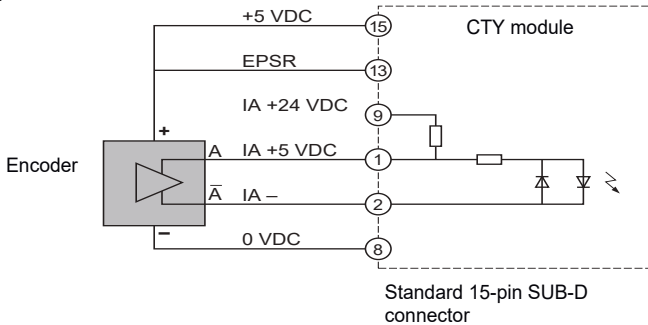 +5 VDC
15
CTY module
EPSR
13
IA +24 VDC
9
+
Encoder
A
IA +5 VDC
1
A̅
IA –
2
–
0 VDC
8
Standard 15-pin SUB-D
connector